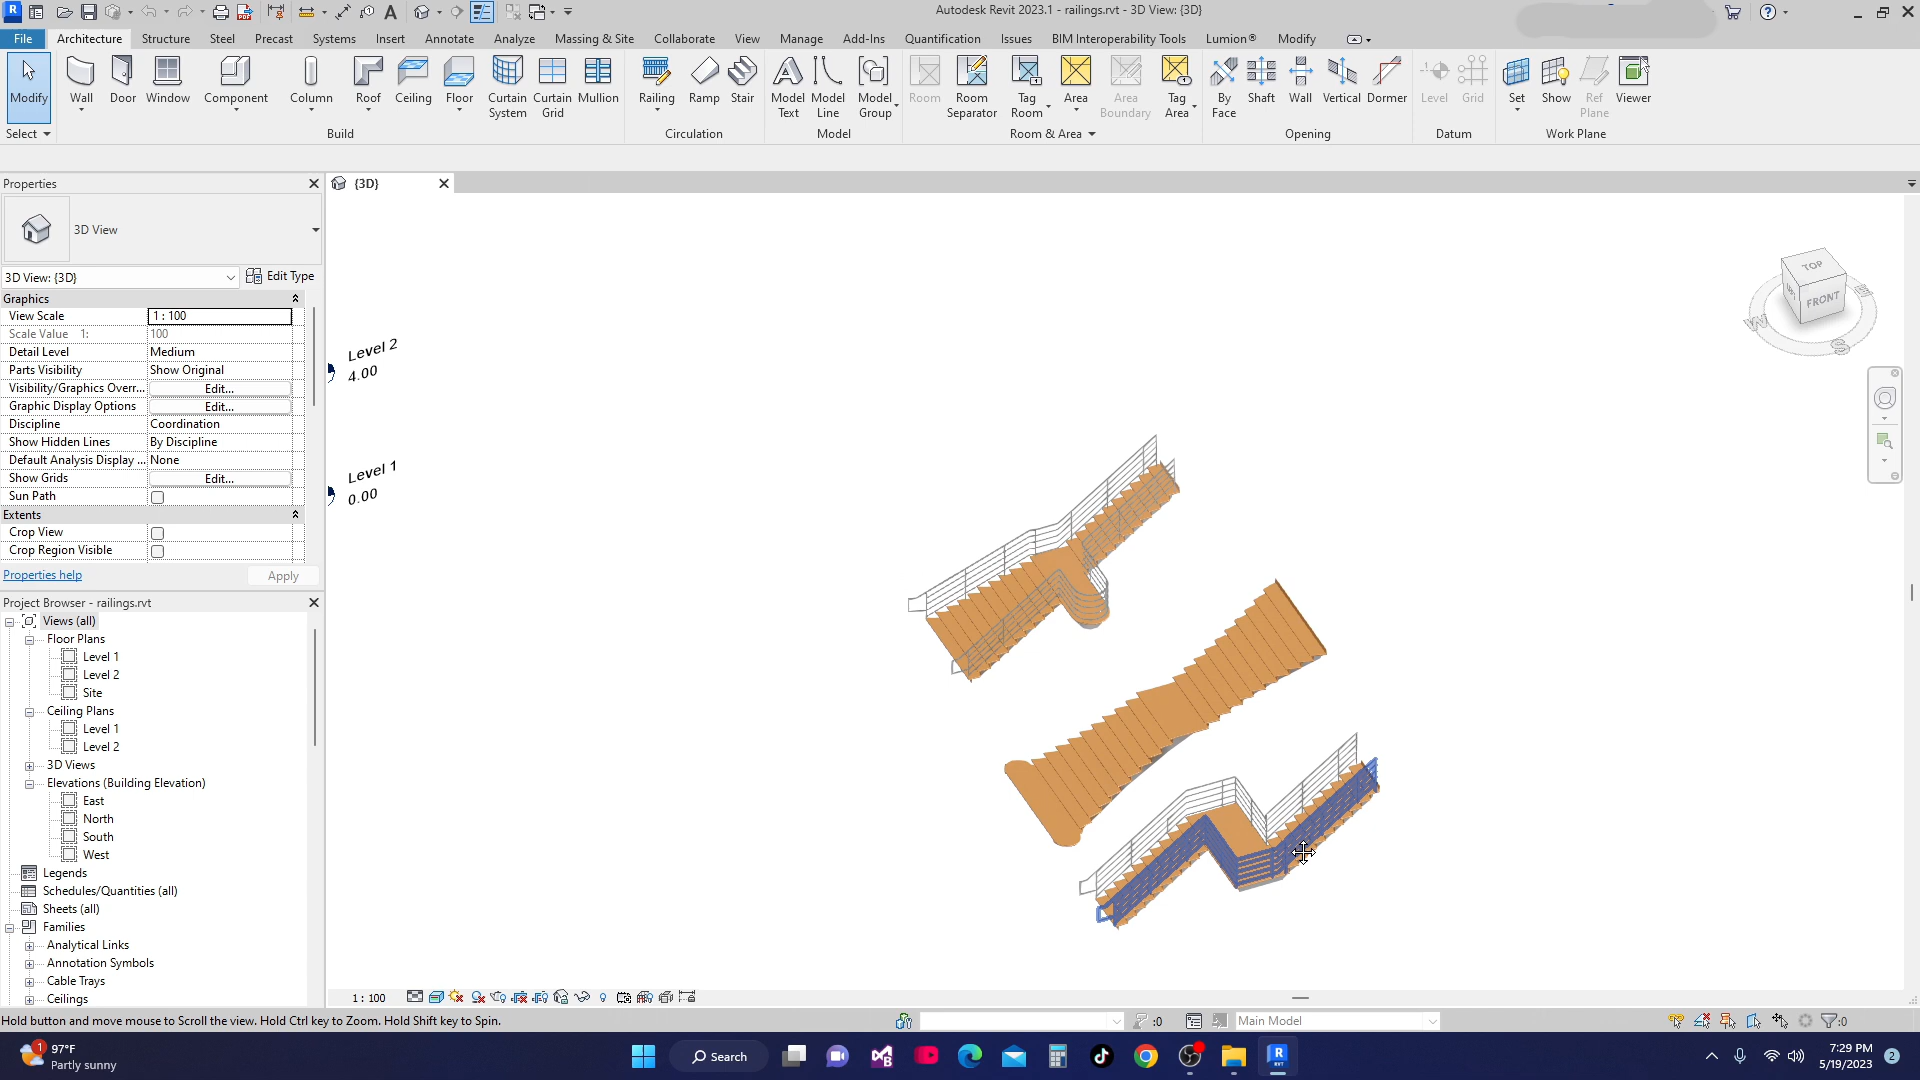 Autodesk Revit 2023.1 - railings.rvt - 3D View: {3D}
File Architecture Structure Steel Precast Systems Insert Annotate Analyze Massing & Site Collaborate View Manage Add-Ins Quantification Issues BIM Interoperability Tools Lumion® Modify
Modify Wall Door Window Component Column Roof Ceiling Floor Curtain System Curtain Grid Mullion Railing Ramp Stair Model Text Model Line Model Group Room Room Separator Tag Room Area Area Boundary Tag Area By Face Shaft Wall Vertical Dormer Level Grid Set Show Ref Plane Viewer
Select Build Circulation Model Room & Area Opening Datum Work Plane
Properties
{3D}
3D View
3D View: {3D} Edit Type
Graphics
View Scale 1 : 100
Scale Value 1: 100
Detail Level Medium
Parts Visibility Show Original
Visibility/Graphics Overr... Edit...
Graphic Display Options Edit...
Discipline Coordination
Show Hidden Lines By Discipline
Default Analysis Display ... None
Show Grids Edit...
Sun Path
Extents
Crop View
Crop Region Visible
Properties help Apply
Project Browser - railings.rvt
Views (all)
Floor Plans
Level 1
Level 2
Site
Ceiling Plans
Level 1
Level 2
3D Views
Elevations (Building Elevation)
East
North
South
West
Legends
Schedules/Quantities (all)
Sheets (all)
Families
Analytical Links
Annotation Symbols
Cable Trays
Ceilings
Level 2
4.00
Level 1
0.00
TOP
FRONT
W
E
S
1 : 100
Hold button and move mouse to Scroll the view. Hold Ctrl key to Zoom. Hold Shift key to Spin.
:0
Main Model
:0
1
97°F
Partly sunny
Search
7:29 PM
5/19/2023
2